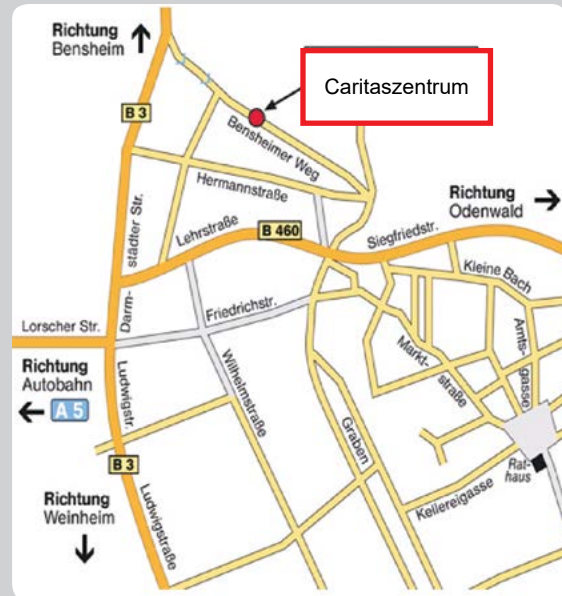 Richtung
Bensheim
Caritaszentrum
B 3
Bensheimer Weg
Hermannstraße
Richtung
Odenwald
Darm-
städter Str.
Lehrstraße
B 460
Siegfriedstr.
Kleine Bach
Friedrichstr.
Lorscher Str.
Richtung
Autobahn
A 5
Ludwigstr.
Wilhelmstraße
Graben
Markt-
straße
Amts-
gasse
B 3
Rat-
haus
Kellereigasse
Richtung
Weinheim
Ludwigstraße